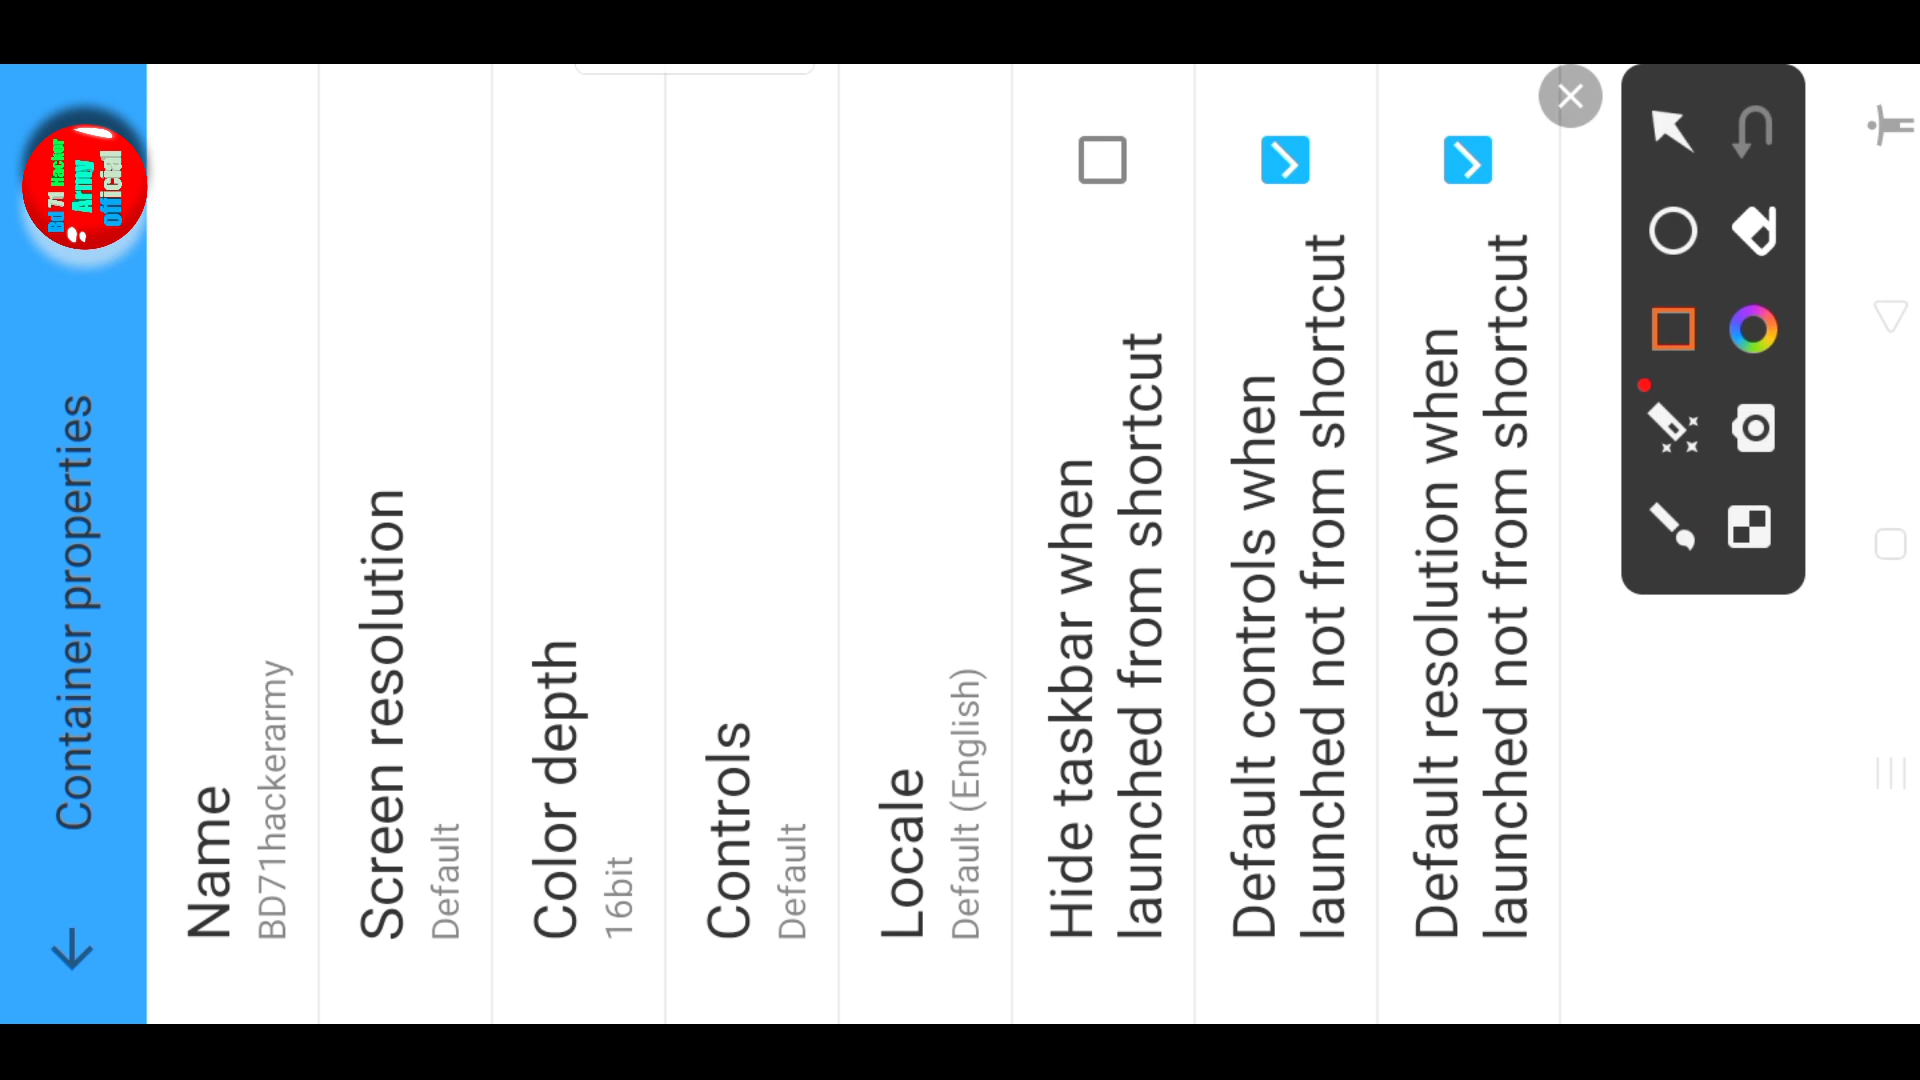 Container properties
Bd 71 Hacker
Army
Official
Name
BD71hackerarmy
Screen resolution
Default
Color depth
16bit
Controls
Default
Locale
Default (English)
Hide taskbar when
launched from shortcut
Default controls when
launched not from shortcut
Default resolution when
launched not from shortcut